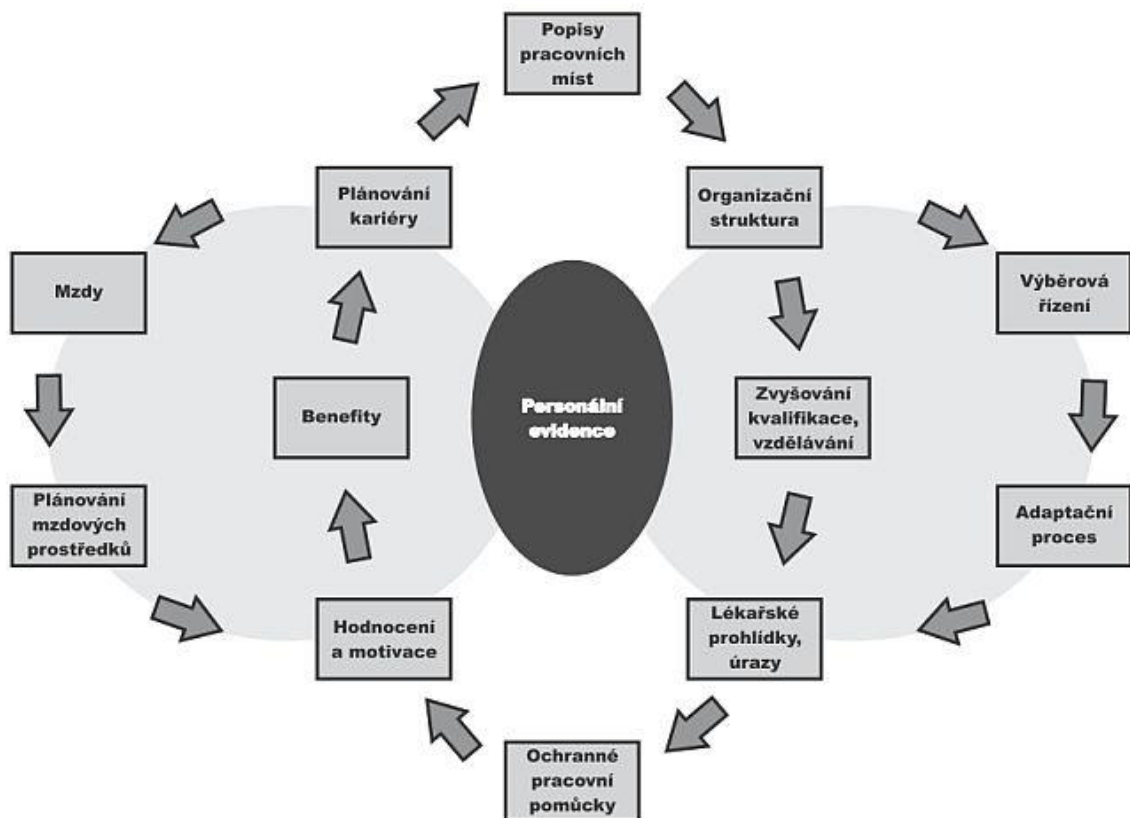 Popisy
pracovních
míst
Plánování
kariéry
Organizační
struktura
Mzdy
Výběrová
řízení
Benefity
Personální
evidence
Zvyšování
kvalifikace,
vzdělávání
Plánování
mzdových
prostředků
Adaptační
proces
Hodnocení
a motivace
Lékařské
prohlídky,
úrazy
Ochranné
pracovní
pomůcky